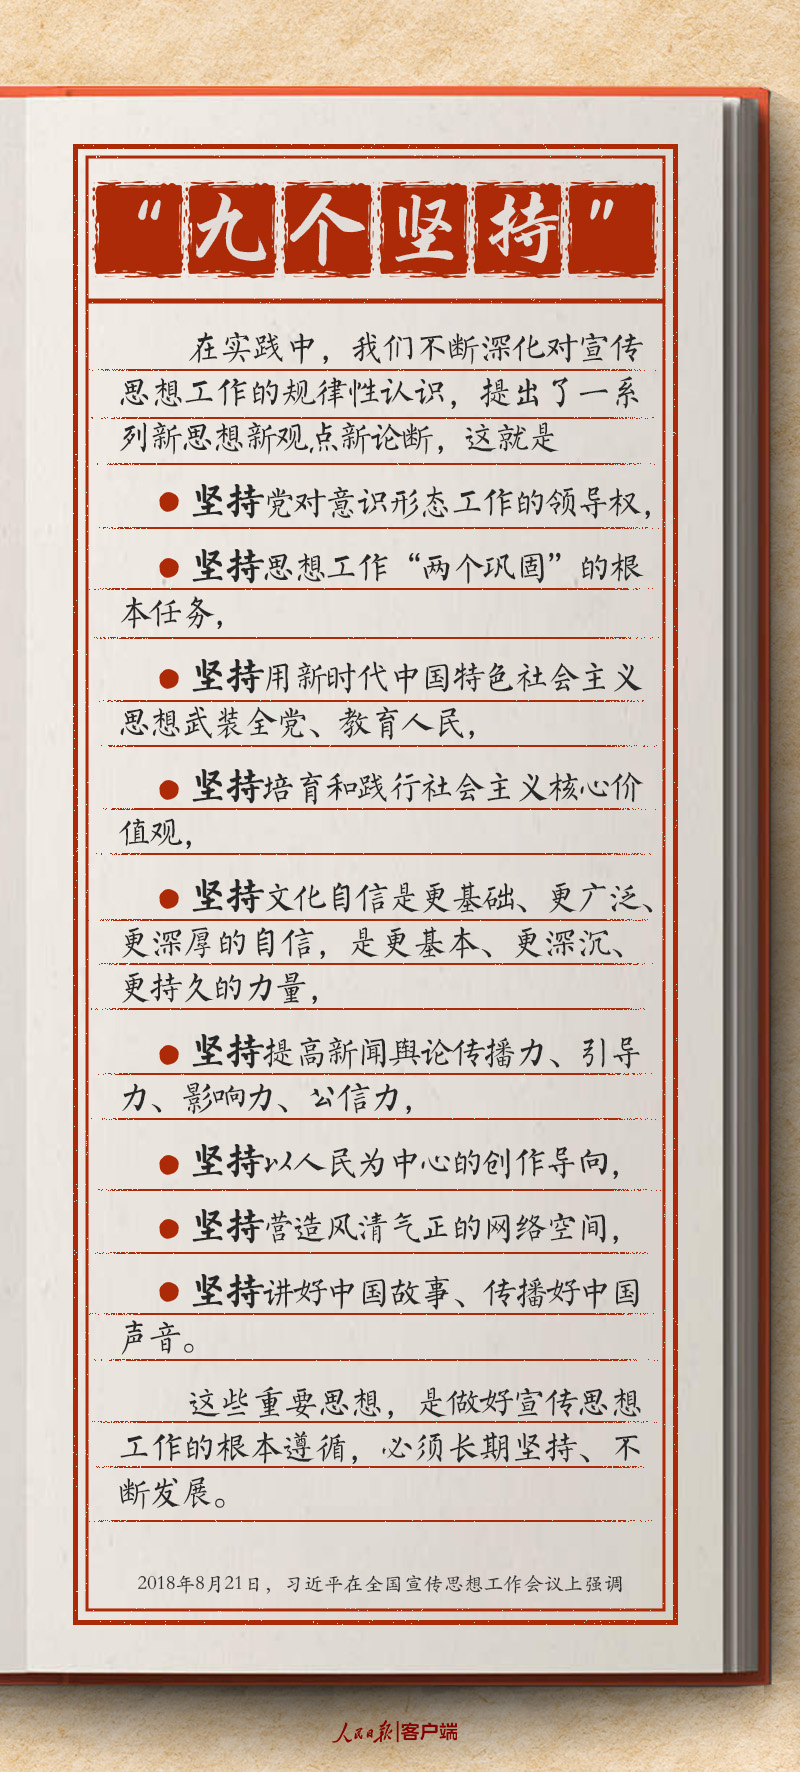 “九个坚持”
在实践中，我们不断深化对宣传
思想工作的规律性认识，提出了一系
列新思想新观点新论断，这就是
● 坚持党对意识形态工作的领导权，
● 坚持思想工作“两个巩固”的根
本任务，
● 坚持用新时代中国特色社会主义
思想武装全党、教育人民，
● 坚持培育和践行社会主义核心价
值观，
● 坚持文化自信是更基础、更广泛、
更深厚的自信，是更基本、更深沉、
更持久的力量，
● 坚持提高新闻舆论传播力、引导
力、影响力、公信力，
● 坚持以人民为中心的创作导向，
● 坚持营造风清气正的网络空间，
● 坚持讲好中国故事、传播好中国
声音。
这些重要思想，是做好宣传思想
工作的根本遵循，必须长期坚持、不
断发展。
2018年8月21日，习近平在全国宣传思想工作会议上强调
人民日报|客户端